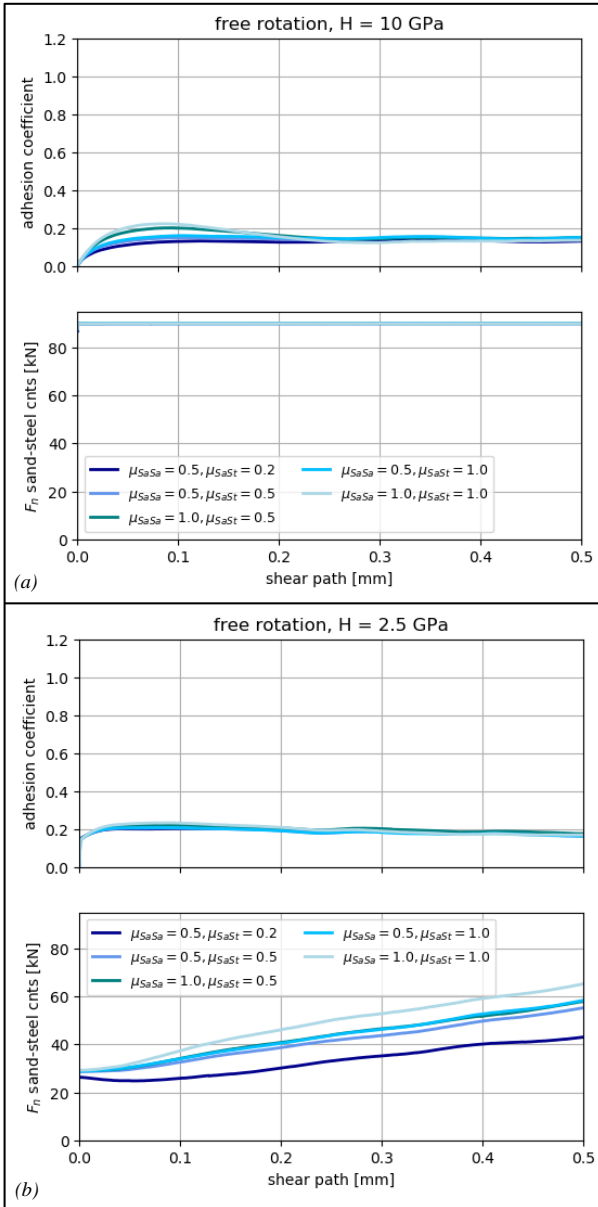 free rotation, H = 10 GPa
adhesion coefficient
1.2
1.0
0.8
0.6
0.4
0.2
0.0
F_n sand-steel cnts [kN]
80
60
40
20
0
μ_SaSa = 0.5, μ_SaSt = 0.2
μ_SaSa = 0.5, μ_SaSt = 0.5
μ_SaSa = 1.0, μ_SaSt = 0.5
μ_SaSa = 0.5, μ_SaSt = 1.0
μ_SaSa = 1.0, μ_SaSt = 1.0
0.0 0.1 0.2 0.3 0.4 0.5
shear path [mm]
(a)
free rotation, H = 2.5 GPa
adhesion coefficient
1.2
1.0
0.8
0.6
0.4
0.2
0.0
F_n sand-steel cnts [kN]
80
60
40
20
0
μ_SaSa = 0.5, μ_SaSt = 0.2
μ_SaSa = 0.5, μ_SaSt = 0.5
μ_SaSa = 1.0, μ_SaSt = 0.5
μ_SaSa = 0.5, μ_SaSt = 1.0
μ_SaSa = 1.0, μ_SaSt = 1.0
0.0 0.1 0.2 0.3 0.4 0.5
shear path [mm]
(b)